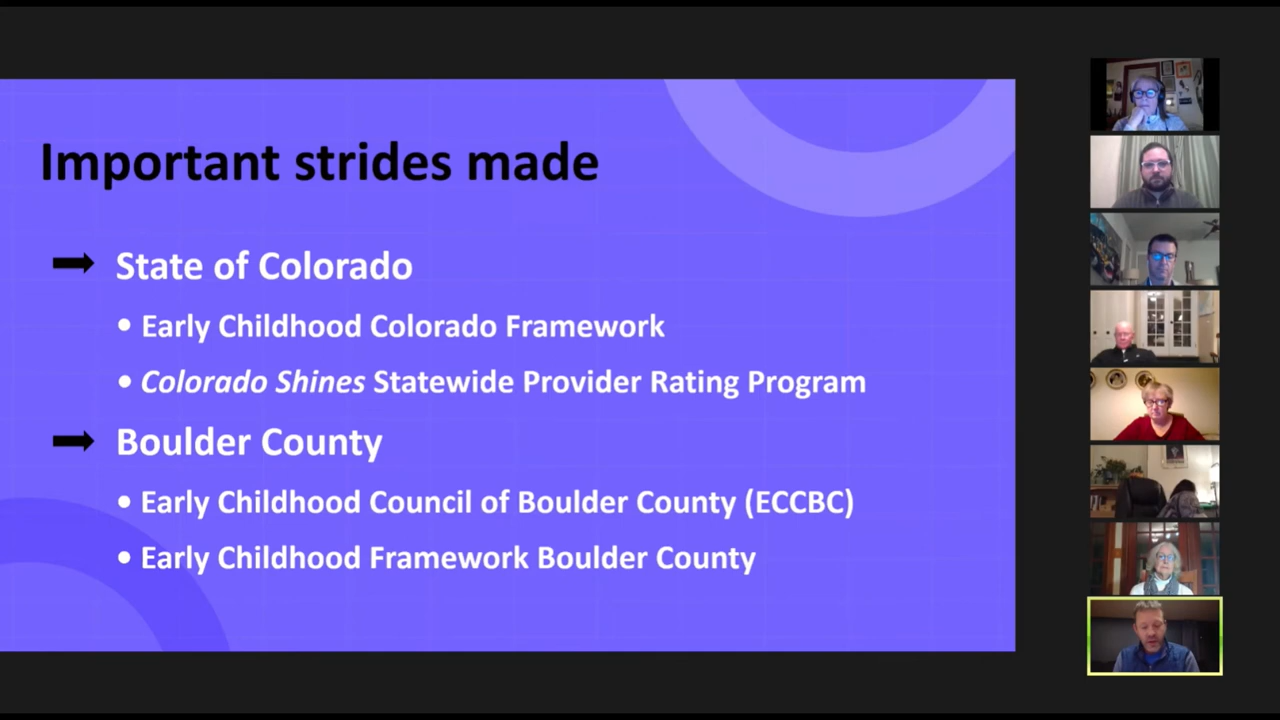 Important strides made
State of Colorado
• Early Childhood Colorado Framework
• Colorado Shines Statewide Provider Rating Program
Boulder County
• Early Childhood Council of Boulder County (ECCBC)
• Early Childhood Framework Boulder County